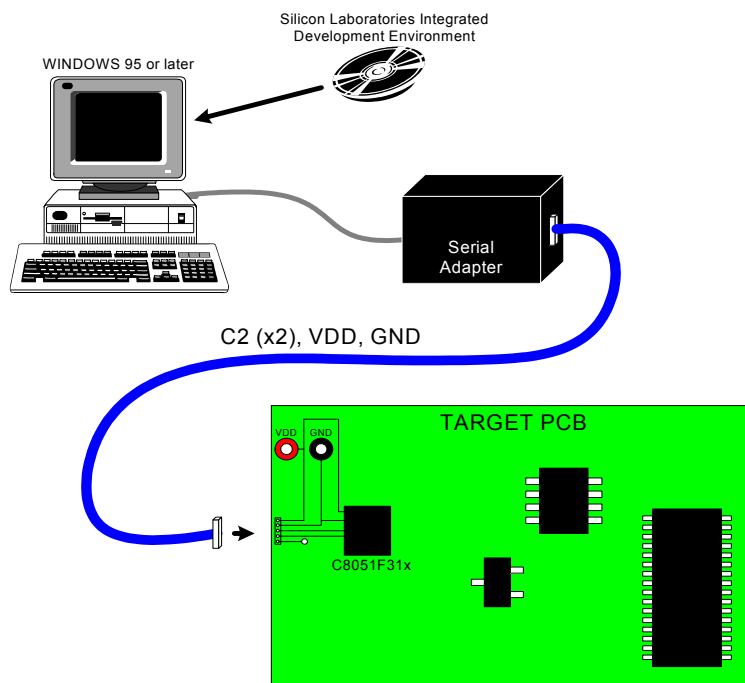 Silicon Laboratories Integrated
Development Environment
WINDOWS 95 or later
Serial
Adapter
C2 (x2), VDD, GND
TARGET PCB
VDD
GND
C8051F31x